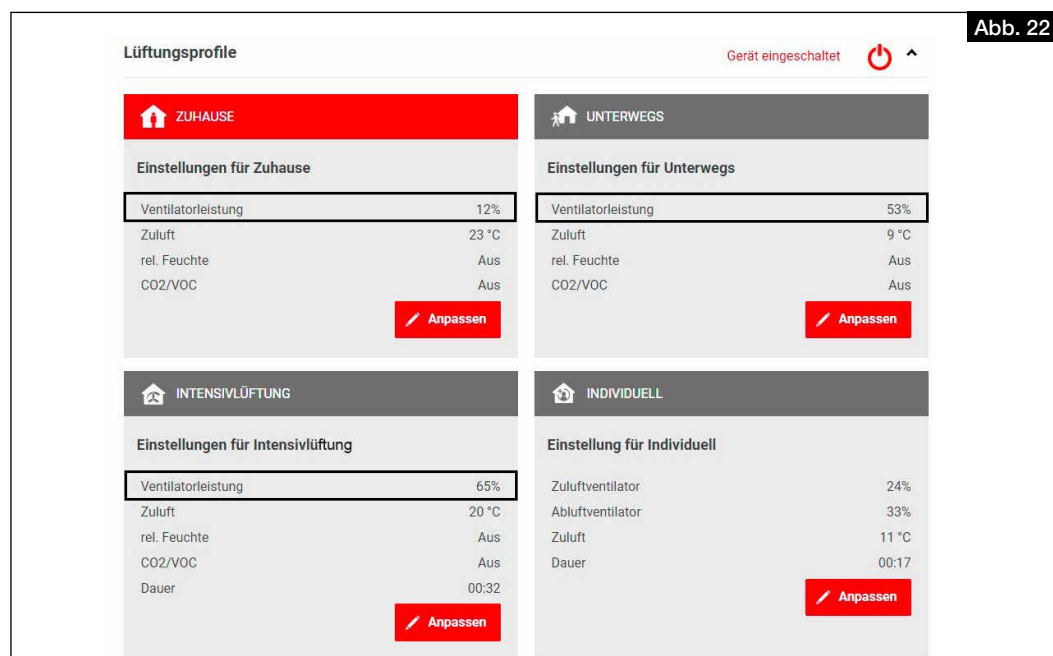 Abb. 22
Lüftungsprofile Gerät eingeschaltet
ZUHAUSE
Einstellungen für Zuhause
Ventilatorleistung 12%
Zuluft 23 °C
rel. Feuchte Aus
CO2/VOC Aus
Anpassen
UNTERWEGS
Einstellungen für Unterwegs
Ventilatorleistung 53%
Zuluft 9 °C
rel. Feuchte Aus
CO2/VOC Aus
Anpassen
INTENSIVLÜFTUNG
Einstellungen für Intensivlüftung
Ventilatorleistung 65%
Zuluft 20 °C
rel. Feuchte Aus
CO2/VOC Aus
Dauer 00:32
Anpassen
INDIVIDUELL
Einstellung für Individuell
Zuluftventilator 24%
Abluftventilator 33%
Zuluft 11 °C
Dauer 00:17
Anpassen